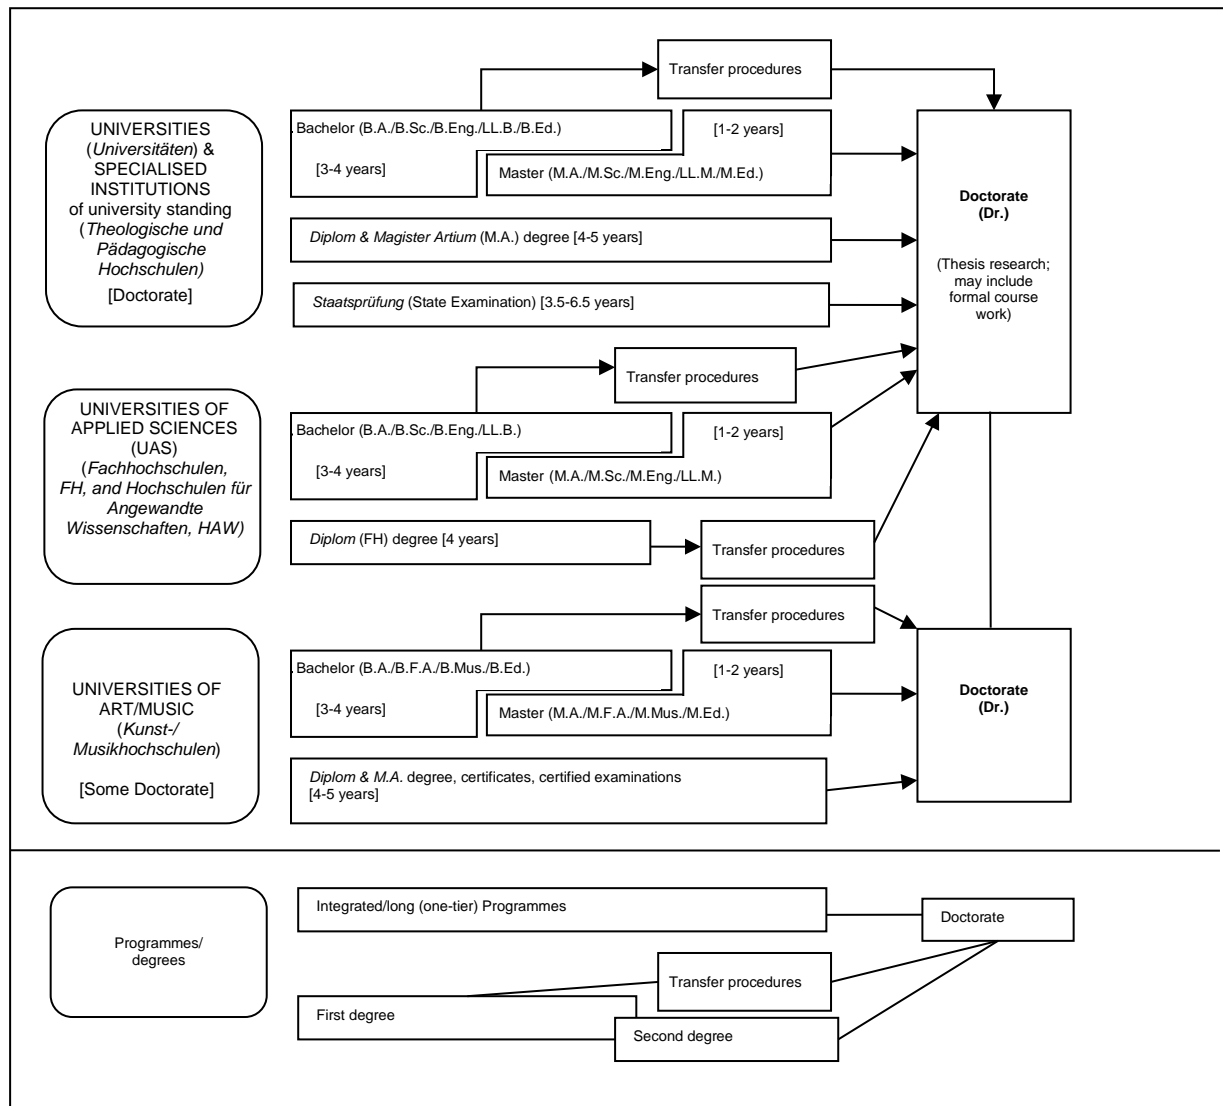 Transfer procedures
UNIVERSITIES
(Universitäten) &
SPECIALISED
INSTITUTIONS
of university standing
(Theologische und
Pädagogische
Hochschulen)
[Doctorate]
. Bachelor (B.A./B.Sc./B.Eng./LL.B./B.Ed.)
[3-4 years]
[1-2 years]
Master (M.A./M.Sc./M.Eng./LL.M./M.Ed.)
Diplom & Magister Artium (M.A.) degree [4-5 years]
Staatsprüfung (State Examination) [3.5-6.5 years]
Doctorate
(Dr.)
(Thesis research;
may include
formal course
work)
UNIVERSITIES OF
APPLIED SCIENCES
(UAS)
(Fachhochschulen,
FH, and Hochschulen für
Angewandte
Wissenschaften, HAW)
Transfer procedures
. Bachelor (B.A./B.Sc./B.Eng./LL.B.)
[3-4 years]
[1-2 years]
Master (M.A./M.Sc./M.Eng./LL.M.)
Diplom (FH) degree [4 years]
Transfer procedures
UNIVERSITIES OF
ART/MUSIC
(Kunst-/
Musikhochschulen)
[Some Doctorate]
Transfer procedures
. Bachelor (B.A./B.F.A./B.Mus./B.Ed.)
[3-4 years]
[1-2 years]
Master (M.A./M.F.A./M.Mus./M.Ed.)
Diplom & M.A. degree, certificates, certified examinations
[4-5 years]
Doctorate
(Dr.)
Programmes/
degrees
Integrated/long (one-tier) Programmes
Doctorate
Transfer procedures
First degree
Second degree